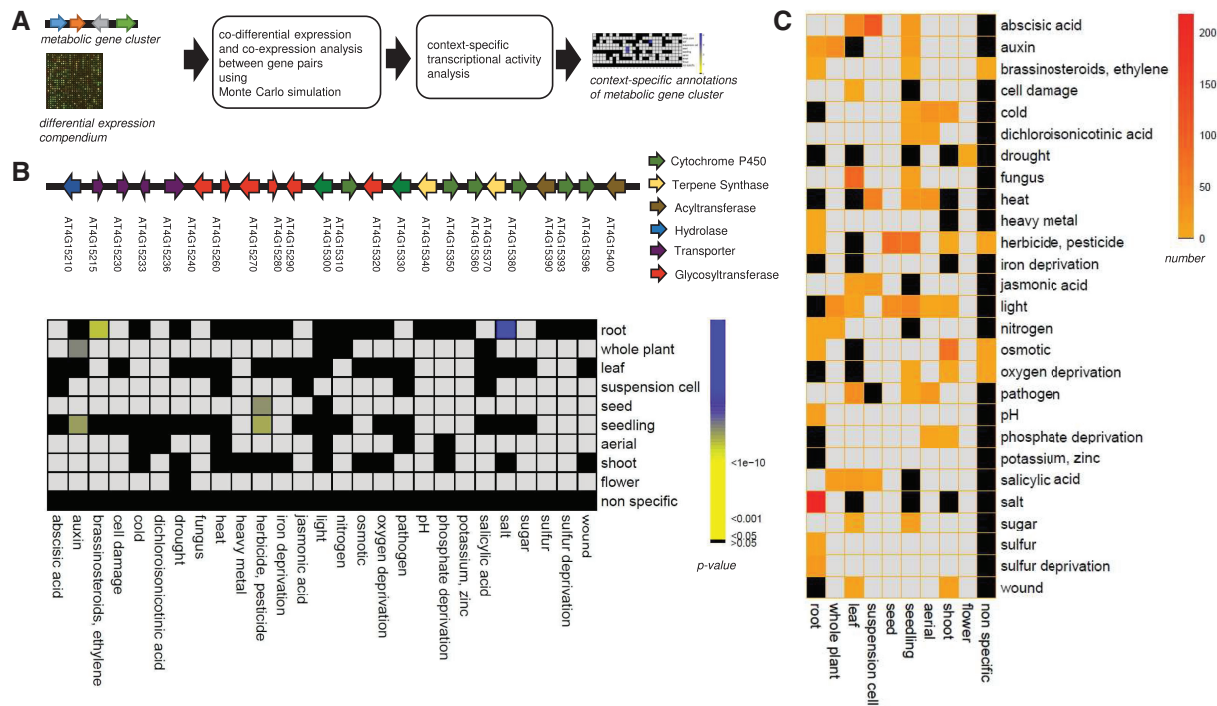 A
metabolic gene cluster
differential expression
compendium
co-differential expression
and co-expression analysis
between gene pairs
using
Monte Carlo simulation
context-specific
transcriptional activity
analysis
context-specific annotations
of metabolic gene cluster
B
Cytochrome P450
Terpene Synthase
Acyltransferase
Hydrolase
Transporter
Glycosyltransferase
AT4G15210
AT4G15215
AT4G15230
AT4G15233
AT4G15236
AT4G15240
AT4G15260
AT4G15270
AT4G15280
AT4G15290
AT4G15300
AT4G15310
AT4G15320
AT4G15330
AT4G15340
AT4G15350
AT4G15360
AT4G15370
AT4G15380
AT4G15390
AT4G15393
AT4G15396
AT4G15400
root
whole plant
leaf
suspension cell
seed
seedling
aerial
shoot
flower
non specific
abscisic acid
auxin
brassinosteroids, ethylene
cell damage
cold
dichloroisonicotinic acid
drought
fungus
heat
heavy metal
herbicide, pesticide
iron deprivation
jasmonic acid
light
nitrogen
osmotic
oxygen deprivation
pathogen
pH
phosphate deprivation
potassium, zinc
salicylic acid
salt
sugar
sulfur
sulfur deprivation
wound
<1e-10
<0.001
<0.05
>0.05
p-value
C
abscisic acid
auxin
brassinosteroids, ethylene
cell damage
cold
dichloroisonicotinic acid
drought
fungus
heat
heavy metal
herbicide, pesticide
iron deprivation
jasmonic acid
light
nitrogen
osmotic
oxygen deprivation
pathogen
pH
phosphate deprivation
potassium, zinc
salicylic acid
salt
sugar
sulfur
sulfur deprivation
wound
root
whole plant
leaf
suspension cell
seed
seedling
aerial
shoot
flower
non specific
200
150
100
50
0
number